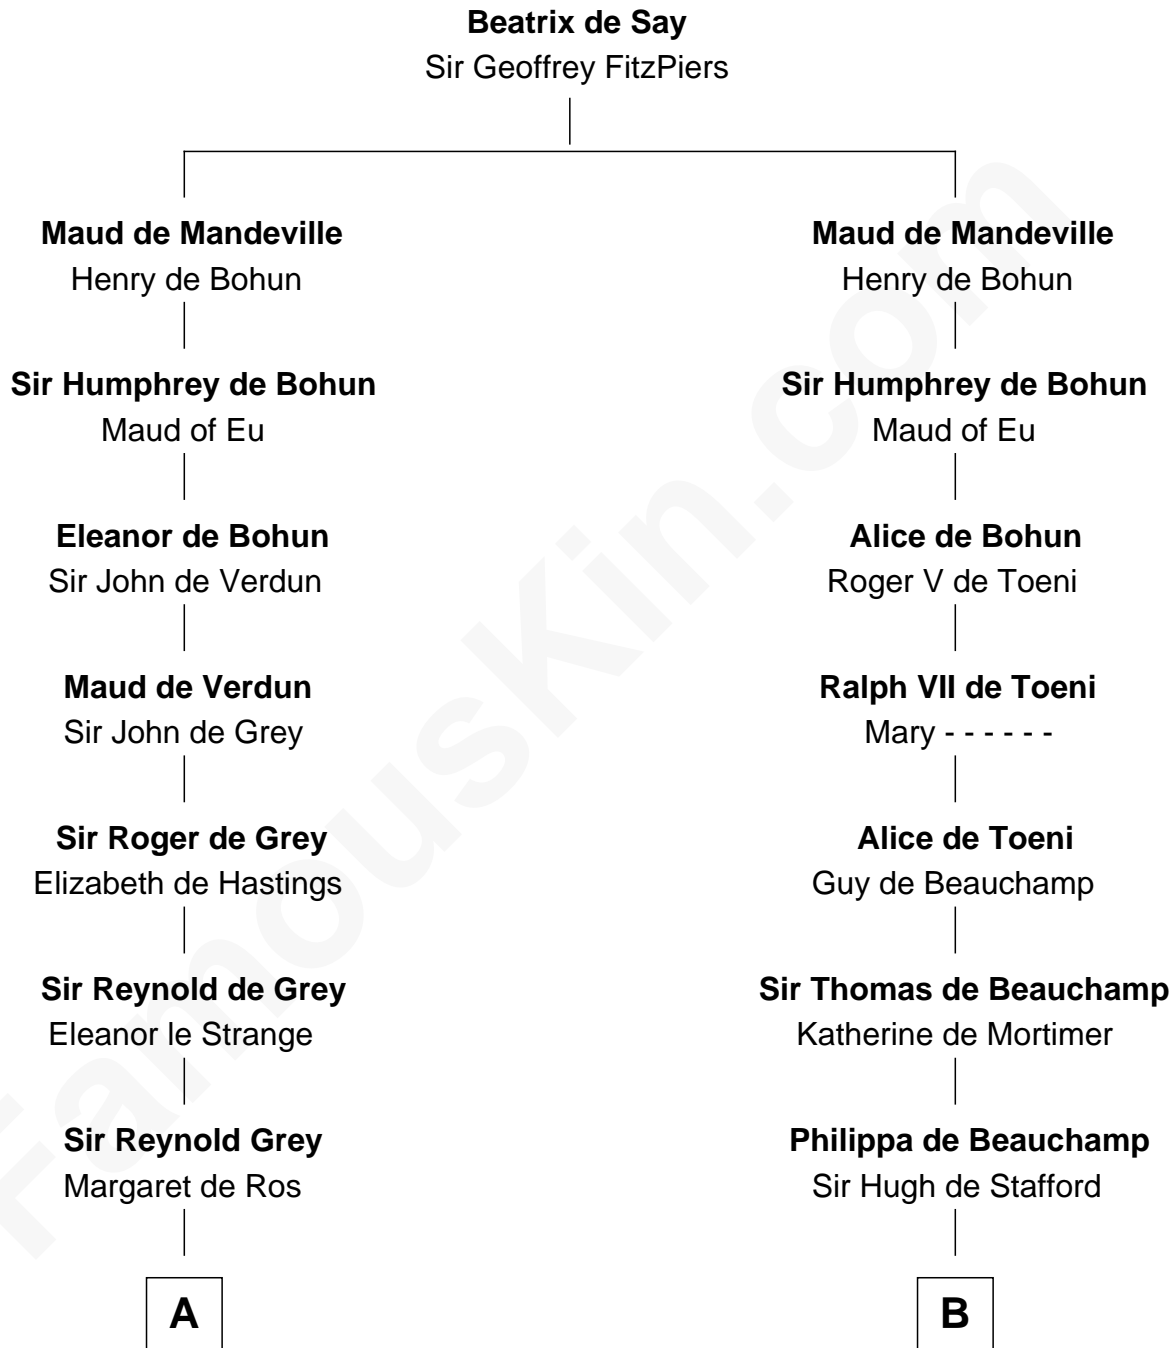 Beatrix de Say
Sir Geoffrey FitzPiers
Maud de Mandeville
Henry de Bohun
Sir Humphrey de Bohun
Maud of Eu
Eleanor de Bohun
Sir John de Verdun
Maud de Verdun
Sir John de Grey
Sir Roger de Grey
Elizabeth de Hastings
Sir Reynold de Grey
Eleanor le Strange
Sir Reynold Grey
Margaret de Ros
A
Maud de Mandeville
Henry de Bohun
Sir Humphrey de Bohun
Maud of Eu
Alice de Bohun
Roger V de Toeni
Ralph VII de Toeni
Mary - - - - - -
Alice de Toeni
Guy de Beauchamp
Sir Thomas de Beauchamp
Katherine de Mortimer
Philippa de Beauchamp
Sir Hugh de Stafford
B
FamousKin.com